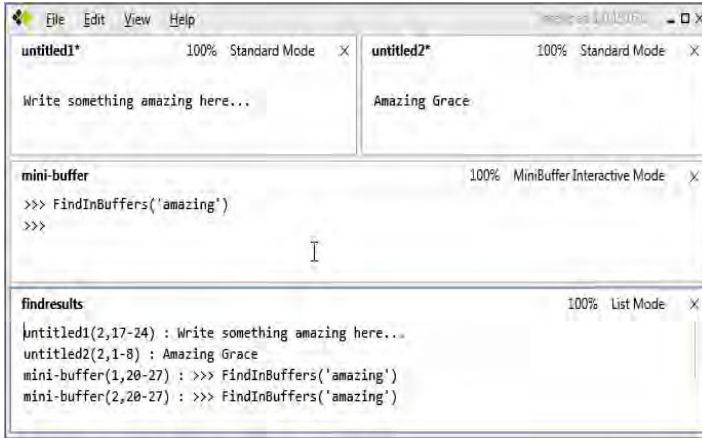 File Edit View Help
untitled1* 100% Standard Mode X
Write something amazing here...
untitled2* 100% Standard Mode X
Amazing Grace
mini-buffer 100% MiniBuffer Interactive Mode X
>>> FindInBuffers('amazing')
>>>
findresults 100% List Mode X
untitled1(2,17-24) : Write something amazing here...
untitled2(2,1-8) : Amazing Grace
mini-buffer(1,20-27) : >>> FindInBuffers('amazing')
mini-buffer(2,20-27) : >>> FindInBuffers('amazing')